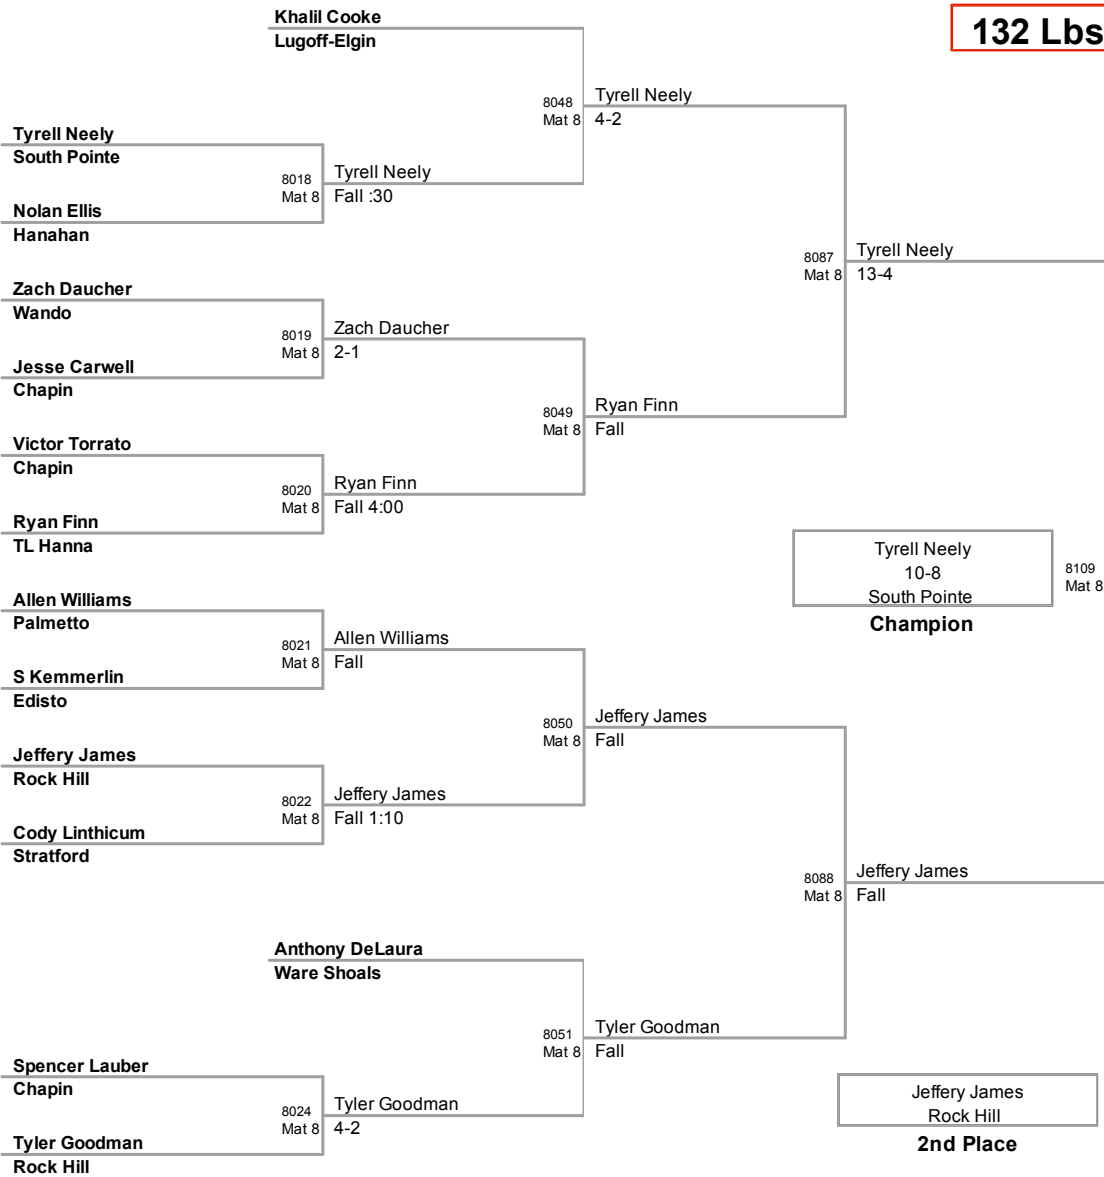 Khalil Cooke
Lugoff-Elgin
132 Lbs
8048
Mat 8
Tyrell Neely
4-2
Tyrell Neely
South Pointe
8018
Mat 8
Tyrell Neely
Fall :30
Nolan Ellis
Hanahan
8087
Mat 8
Tyrell Neely
13-4
Zach Daucher
Wando
8019
Mat 8
Zach Daucher
2-1
Jesse Carwell
Chapin
8049
Mat 8
Ryan Finn
Fall
Victor Torrato
Chapin
8020
Mat 8
Ryan Finn
Fall 4:00
Ryan Finn
TL Hanna
Tyrell Neely
10-8
South Pointe
Champion
8109
Mat 8
Allen Williams
Palmetto
8021
Mat 8
Allen Williams
Fall
S Kemmerlin
Edisto
8050
Mat 8
Jeffery James
Fall
Jeffery James
Rock Hill
8022
Mat 8
Jeffery James
Fall 1:10
Cody Linthicum
Stratford
8088
Mat 8
Jeffery James
Fall
Anthony DeLaura
Ware Shoals
8051
Mat 8
Tyler Goodman
Fall
Spencer Lauber
Chapin
8024
Mat 8
Tyler Goodman
4-2
Tyler Goodman
Rock Hill
Jeffery James
Rock Hill
2nd Place